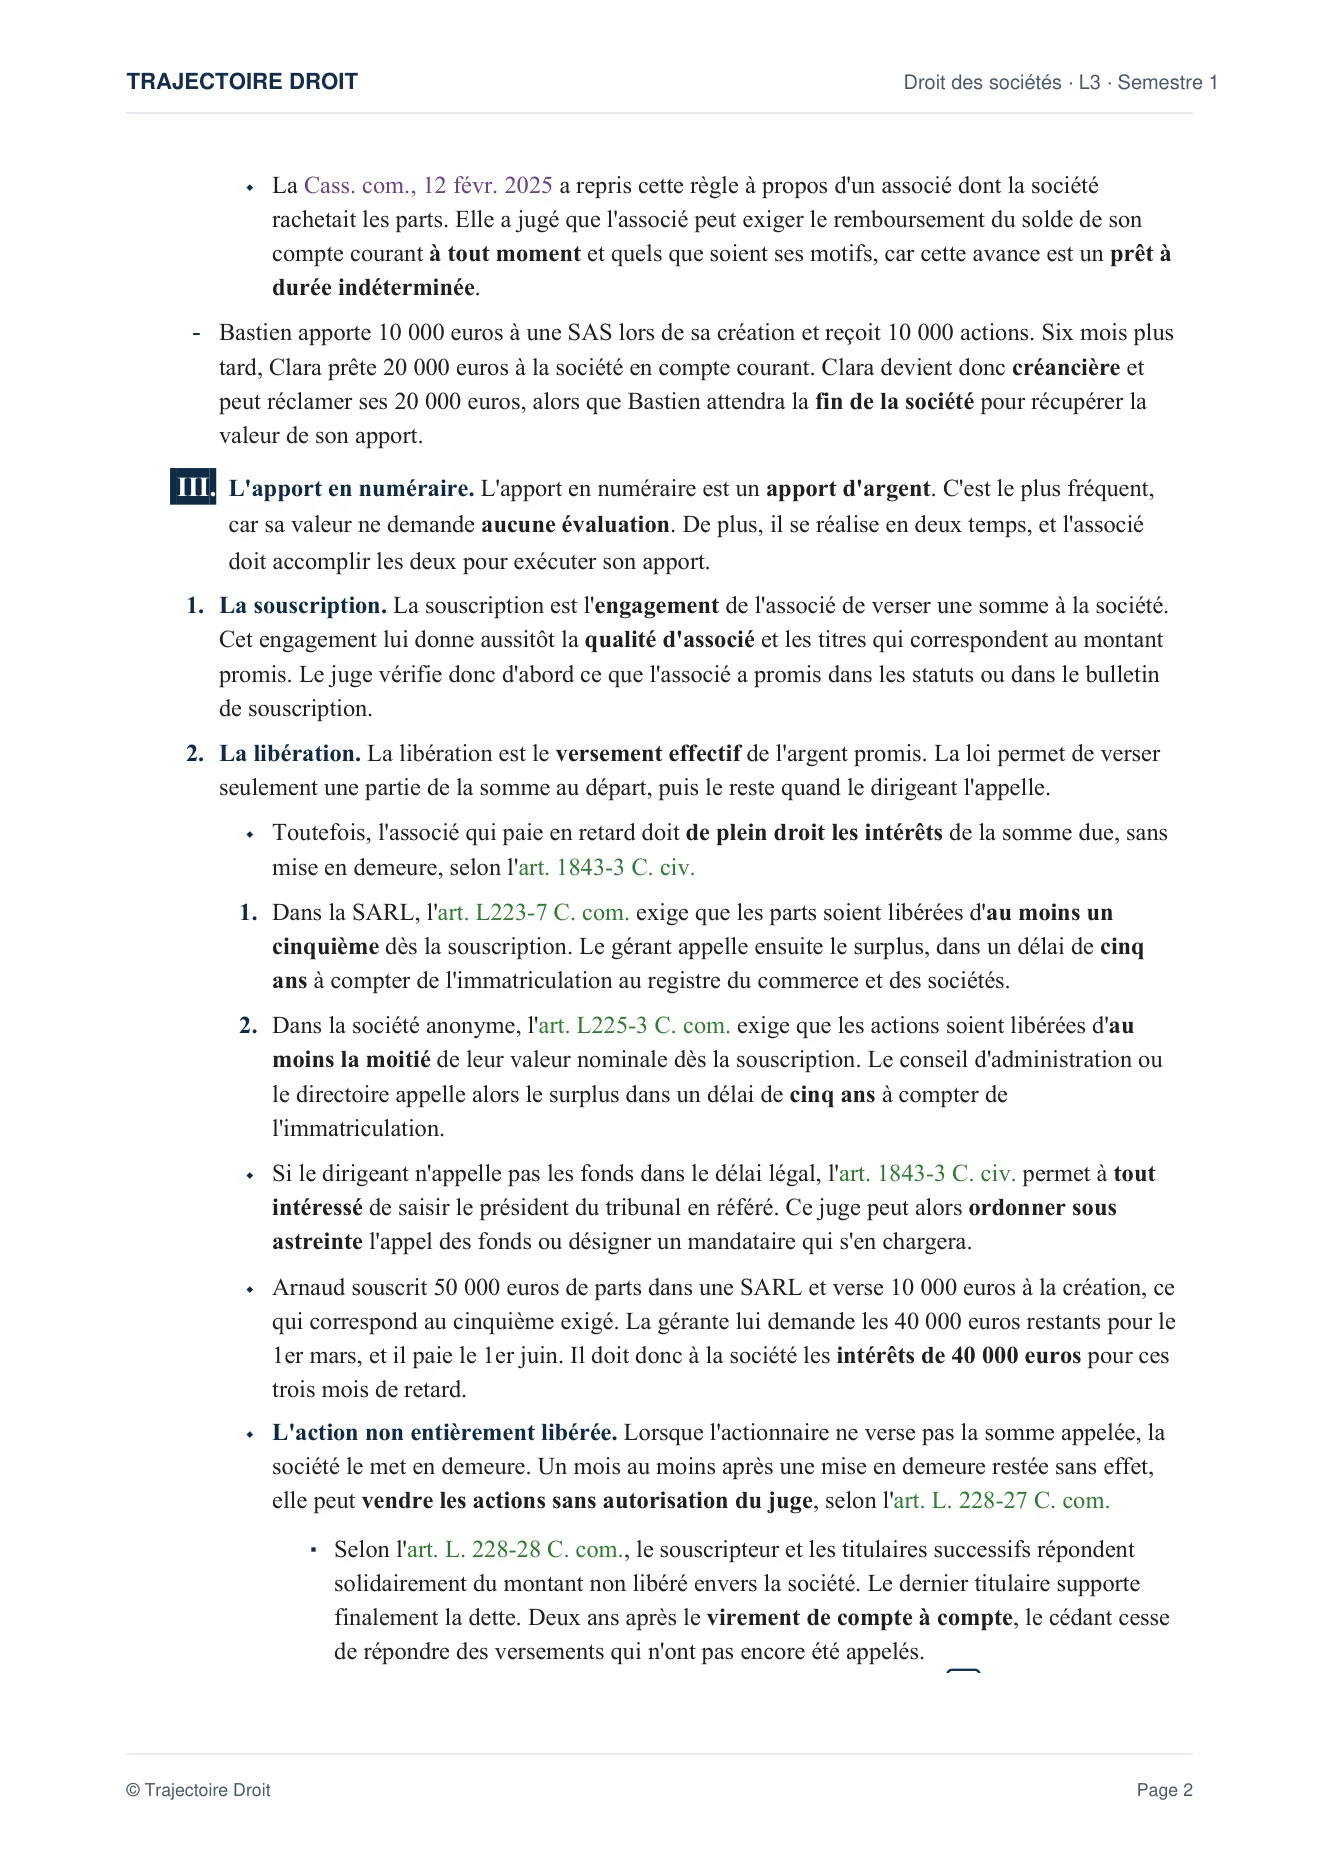 TRAJECTOIRE DROIT
Droit des sociétés · L3 · Semestre 1
⬩ La Cass. com., 12 févr. 2025 a repris cette règle à propos d'un associé dont la société
rachetait les parts. Elle a jugé que l'associé peut exiger le remboursement du solde de son
compte courant à tout moment et quels que soient ses motifs, car cette avance est un prêt à
durée indéterminée.
- Bastien apporte 10 000 euros à une SAS lors de sa création et reçoit 10 000 actions. Six mois plus
tard, Clara prête 20 000 euros à la société en compte courant. Clara devient donc créancière et
peut réclamer ses 20 000 euros, alors que Bastien attendra la fin de la société pour récupérer la
valeur de son apport.
III. L'apport en numéraire. L'apport en numéraire est un apport d'argent. C'est le plus fréquent,
car sa valeur ne demande aucune évaluation. De plus, il se réalise en deux temps, et l'associé
doit accomplir les deux pour exécuter son apport.
1. La souscription. La souscription est l'engagement de l'associé de verser une somme à la société.
Cet engagement lui donne aussitôt la qualité d'associé et les titres qui correspondent au montant
promis. Le juge vérifie donc d'abord ce que l'associé a promis dans les statuts ou dans le bulletin
de souscription.
2. La libération. La libération est le versement effectif de l'argent promis. La loi permet de verser
seulement une partie de la somme au départ, puis le reste quand le dirigeant l'appelle.
⬩ Toutefois, l'associé qui paie en retard doit de plein droit les intérêts de la somme due, sans
mise en demeure, selon l'art. 1843-3 C. civ.
1. Dans la SARL, l'art. L223-7 C. com. exige que les parts soient libérées d'au moins un
cinquième dès la souscription. Le gérant appelle ensuite le surplus, dans un délai de cinq
ans à compter de l'immatriculation au registre du commerce et des sociétés.
2. Dans la société anonyme, l'art. L225-3 C. com. exige que les actions soient libérées d'au
moins la moitié de leur valeur nominale dès la souscription. Le conseil d'administration ou
le directoire appelle alors le surplus dans un délai de cinq ans à compter de
l'immatriculation.
⬩ Si le dirigeant n'appelle pas les fonds dans le délai légal, l'art. 1843-3 C. civ. permet à tout
intéressé de saisir le président du tribunal en référé. Ce juge peut alors ordonner sous
astreinte l'appel des fonds ou désigner un mandataire qui s'en chargera.
⬩ Arnaud souscrit 50 000 euros de parts dans une SARL et verse 10 000 euros à la création, ce
qui correspond au cinquième exigé. La gérante lui demande les 40 000 euros restants pour le
1er mars, et il paie le 1er juin. Il doit donc à la société les intérêts de 40 000 euros pour ces
trois mois de retard.
⬩ L'action non entièrement libérée. Lorsque l'actionnaire ne verse pas la somme appelée, la
société le met en demeure. Un mois au moins après une mise en demeure restée sans effet,
elle peut vendre les actions sans autorisation du juge, selon l'art. L. 228-27 C. com.
▪ Selon l'art. L. 228-28 C. com., le souscripteur et les titulaires successifs répondent
solidairement du montant non libéré envers la société. Le dernier titulaire supporte
finalement la dette. Deux ans après le virement de compte à compte, le cédant cesse
de répondre des versements qui n'ont pas encore été appelés.
© Trajectoire Droit
Page 2